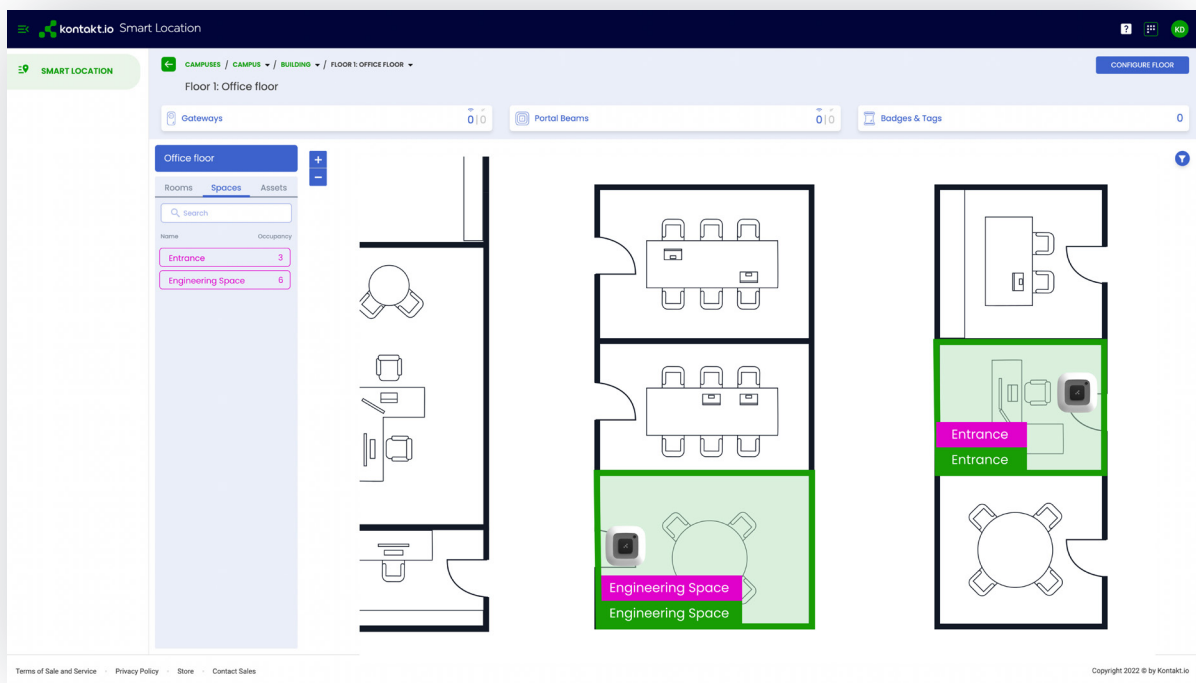 kontakt.io Smart Location
? KD
SMART LOCATION
CAMPUSES / CAMPUS / BUILDING / FLOOR 1: OFFICE FLOOR
CONFIGURE FLOOR
Floor 1: Office floor
Gateways 0|0
Portal Beams 0|0
Badges & Tags 0
Office floor
+
−
Rooms Spaces Assets
Search
Name Occupancy
Entrance 3
Engineering Space 6
Entrance
Entrance
Engineering Space
Engineering Space
Terms of Sale and Service · Privacy Policy · Store · Contact Sales
Copyright 2022 © by Kontakt.io